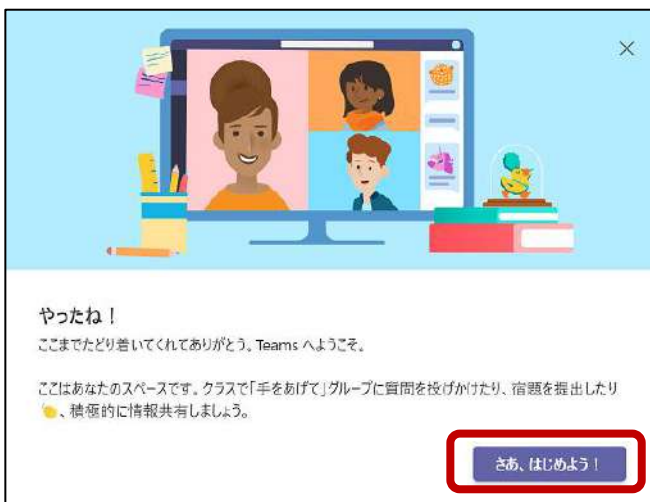 やったね！
ここまでたどり着いてくれてありがとう。Teams へようこそ。
ここはあなたのスペースです。クラスで「手をあげて」グループに質問を投げかけたり、宿題を提出したり
👏、積極的に情報共有しましょう。
さあ、はじめよう！